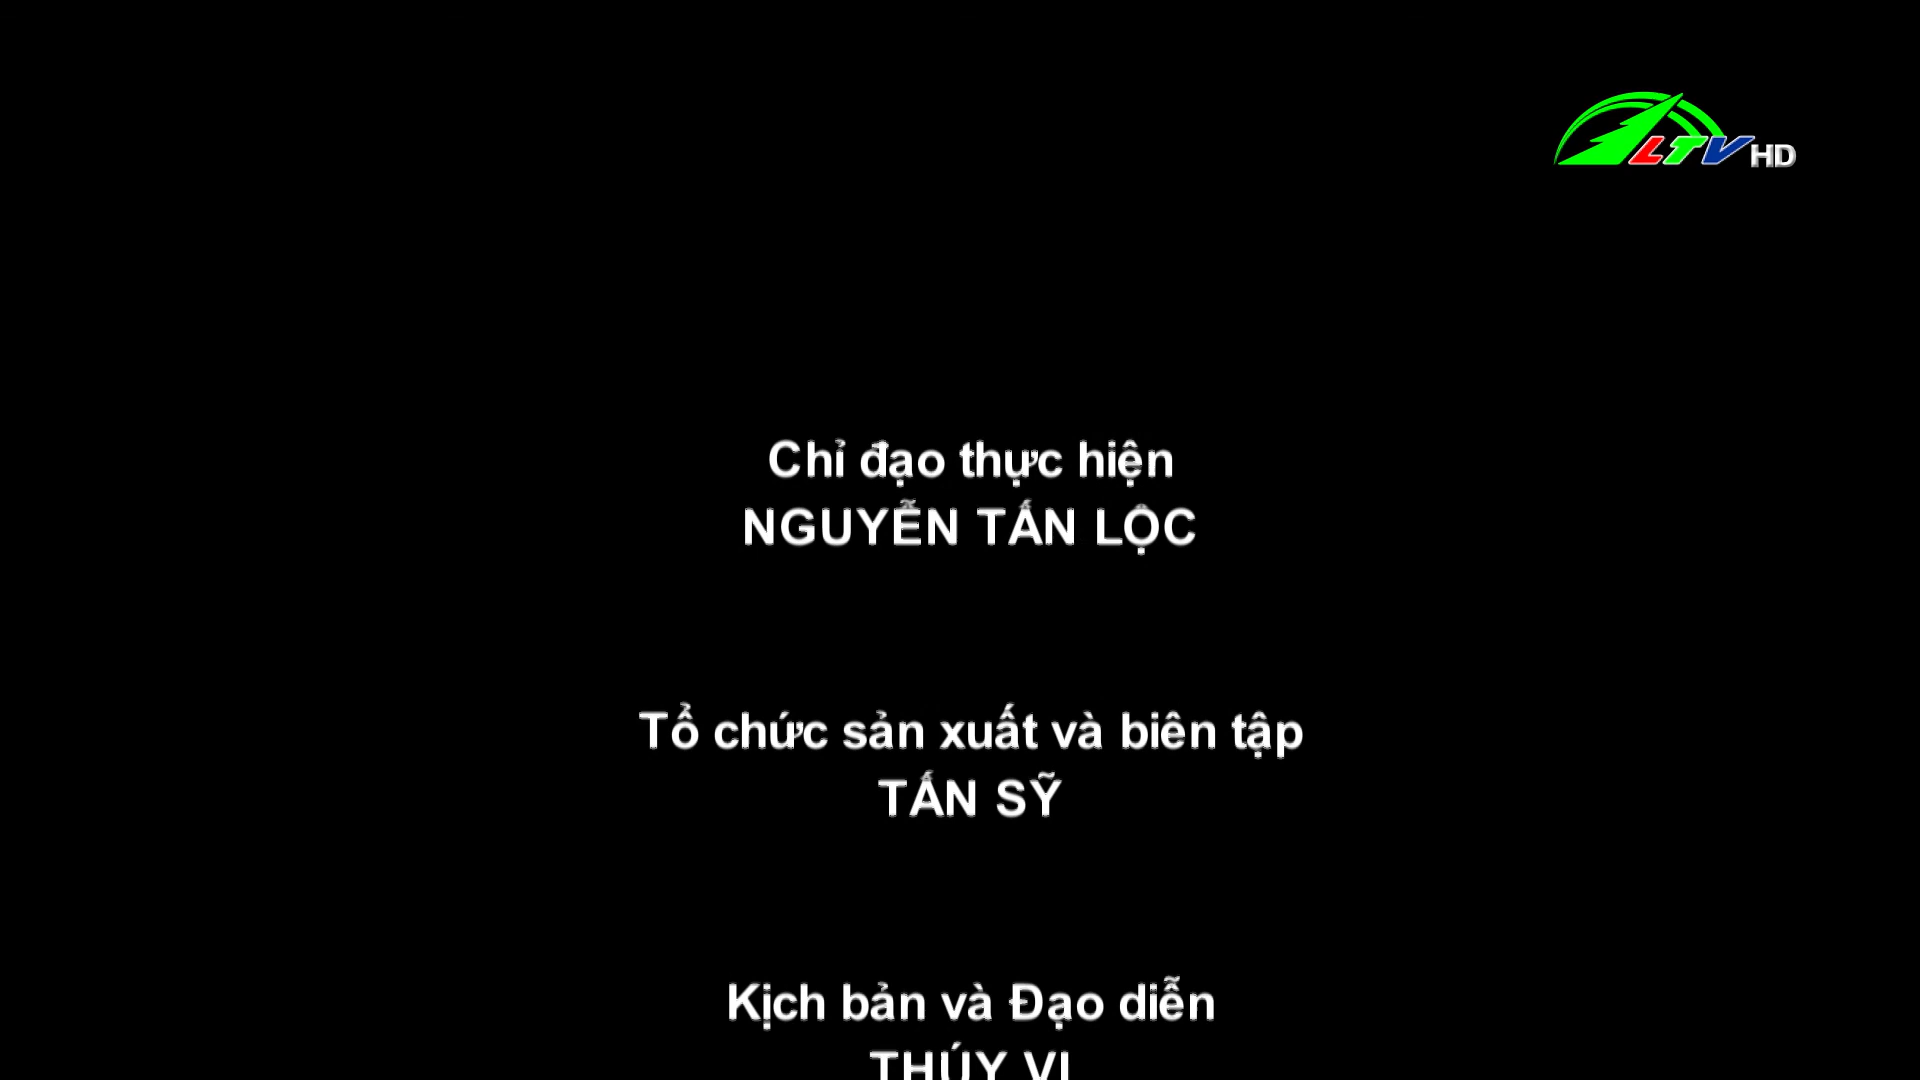 LTV HD
Chỉ đạo thực hiện
NGUYỄN TẤN LỘC
Tổ chức sản xuất và biên tập
TẤN SỸ
Kịch bản và Đạo diễn
THÚY VI